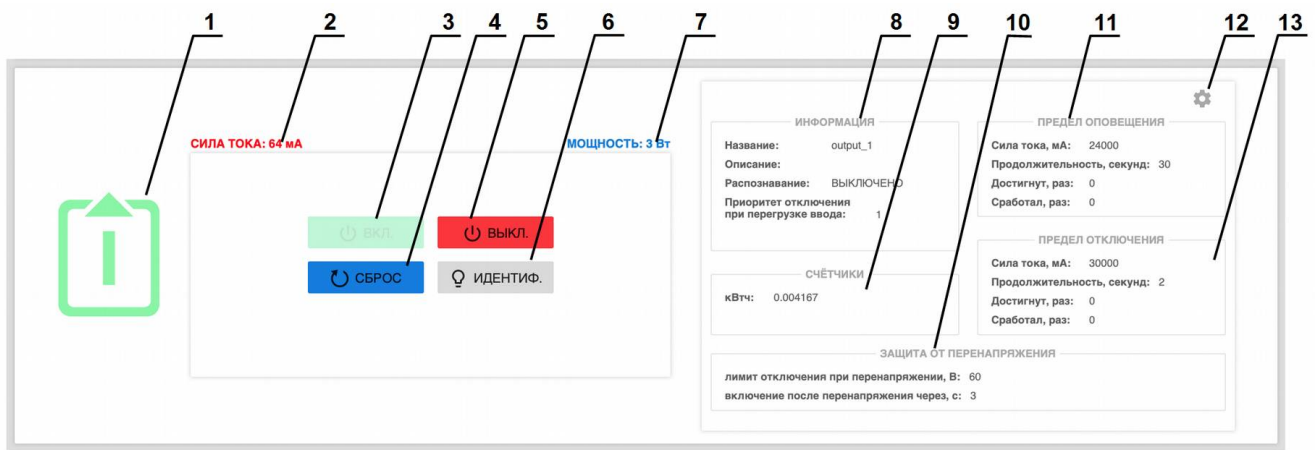 1 2 3 4 5 6 7 8 9 10 11 12 13
СИЛА ТОКА: 64 мА
МОЩНОСТЬ: 3 Вт
ВКЛ.
ВЫКЛ.
СБРОС
ИДЕНТИФ.
ИНФОРМАЦИЯ
Название: output_1
Описание:
Распознавание: ВЫКЛЮЧЕНО
Приоритет отключения
при перегрузке ввода: 1
СЧЁТЧИКИ
кВтч: 0.004167
ПРЕДЕЛ ОПОВЕЩЕНИЯ
Сила тока, мА: 24000
Продолжительность, секунд: 30
Достигнут, раз: 0
Сработал, раз: 0
ПРЕДЕЛ ОТКЛЮЧЕНИЯ
Сила тока, мА: 30000
Продолжительность, секунд: 2
Достигнут, раз: 0
Сработал, раз: 0
ЗАЩИТА ОТ ПЕРЕНАПРЯЖЕНИЯ
лимит отключения при перенапряжении, В: 60
включение после перенапряжения через, с: 3